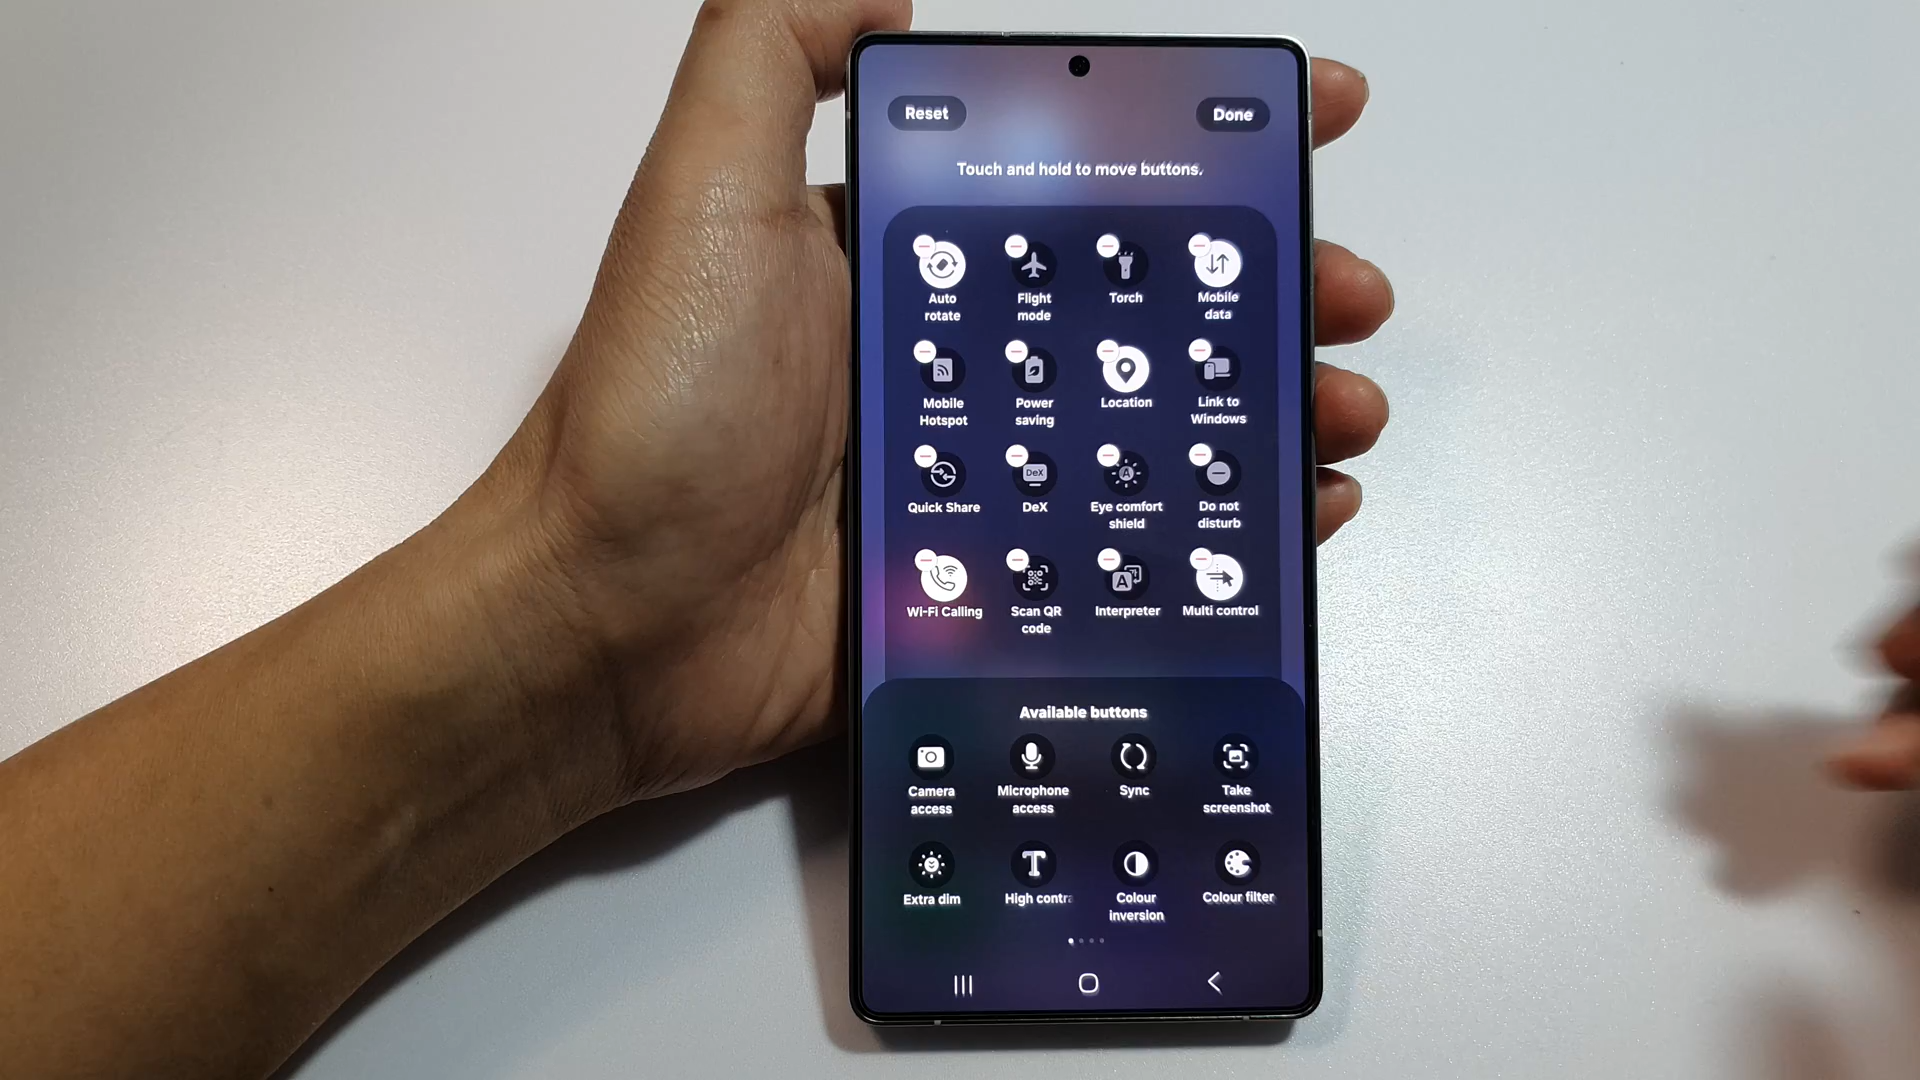 Reset
Done
Touch and hold to move buttons.
Auto rotate
Flight mode
Torch
Mobile data
Mobile Hotspot
Power saving
Location
Link to Windows
Quick Share
DeX
DeX
Eye comfort shield
Do not disturb
Wi-Fi Calling
Scan QR code
A
Interpreter
Multi control
Available buttons
Camera access
Microphone access
Sync
Take screenshot
Extra dim
High contra
Colour inversion
Colour filter